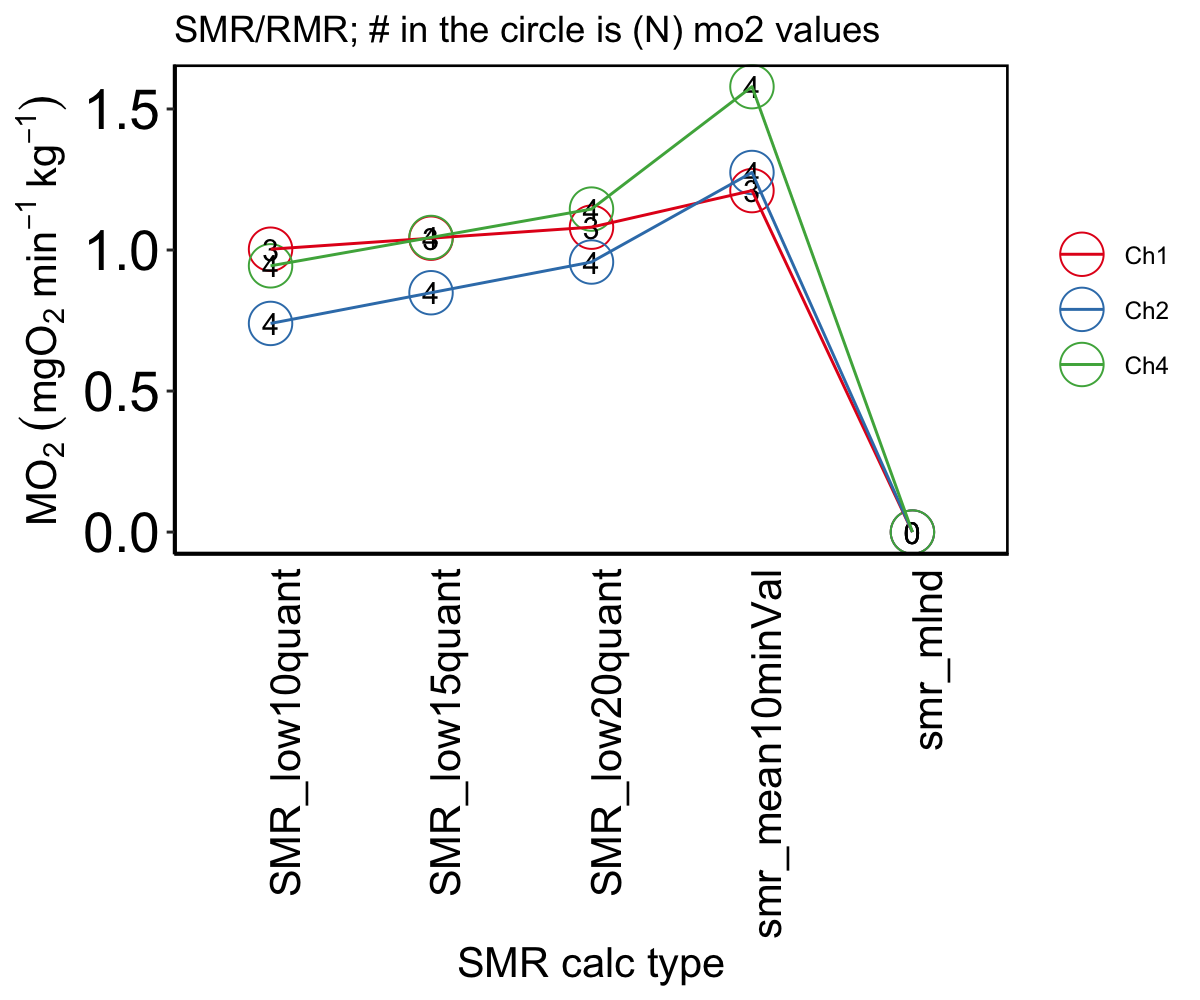 SMR/RMR; # in the circle is (N) mo2 values
MO₂ (mgO₂ min⁻¹ kg⁻¹)
1.5
1.0
0.5
0.0
3
4
4
4
4
3
4
4
4
3
0
SMR_low10quant
SMR_low15quant
SMR_low20quant
smr_mean10minVal
smr_mlnd
SMR calc type
Ch1
Ch2
Ch4